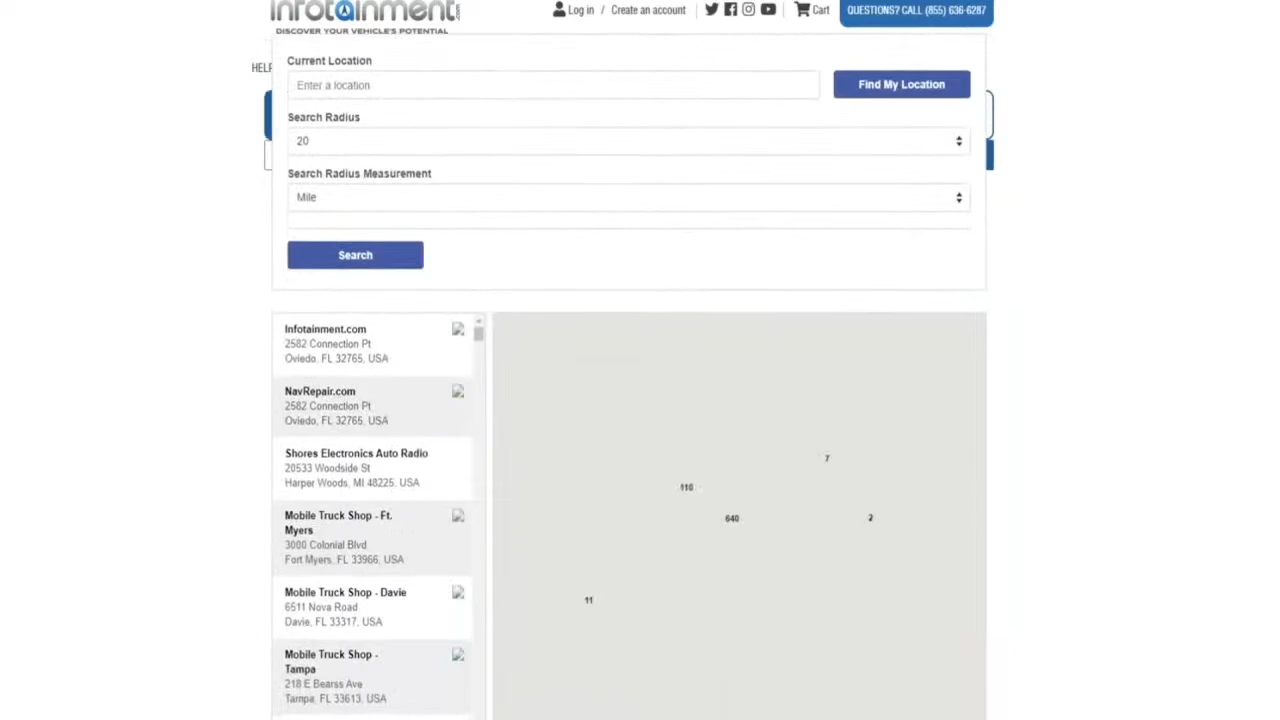 infotainment.com
DISCOVER YOUR VEHICLE'S POTENTIAL
Log in / Create an account
Cart
QUESTIONS? CALL (855) 636-6287
HELP
Current Location
Enter a location
Find My Location
Search Radius
20
Search Radius Measurement
Mile
Search
Infotainment.com
2582 Connection Pt
Oviedo, FL 32765, USA
NavRepair.com
2582 Connection Pt
Oviedo, FL 32765, USA
Shores Electronics Auto Radio
20533 Woodside St
Harper Woods, MI 48225, USA
Mobile Truck Shop - Ft.
Myers
3000 Colonial Blvd
Fort Myers, FL 33966, USA
Mobile Truck Shop - Davie
6511 Nova Road
Davie, FL 33317, USA
Mobile Truck Shop -
Tampa
218 E Bearss Ave
Tampa, FL 33613, USA
7
110
640
2
11